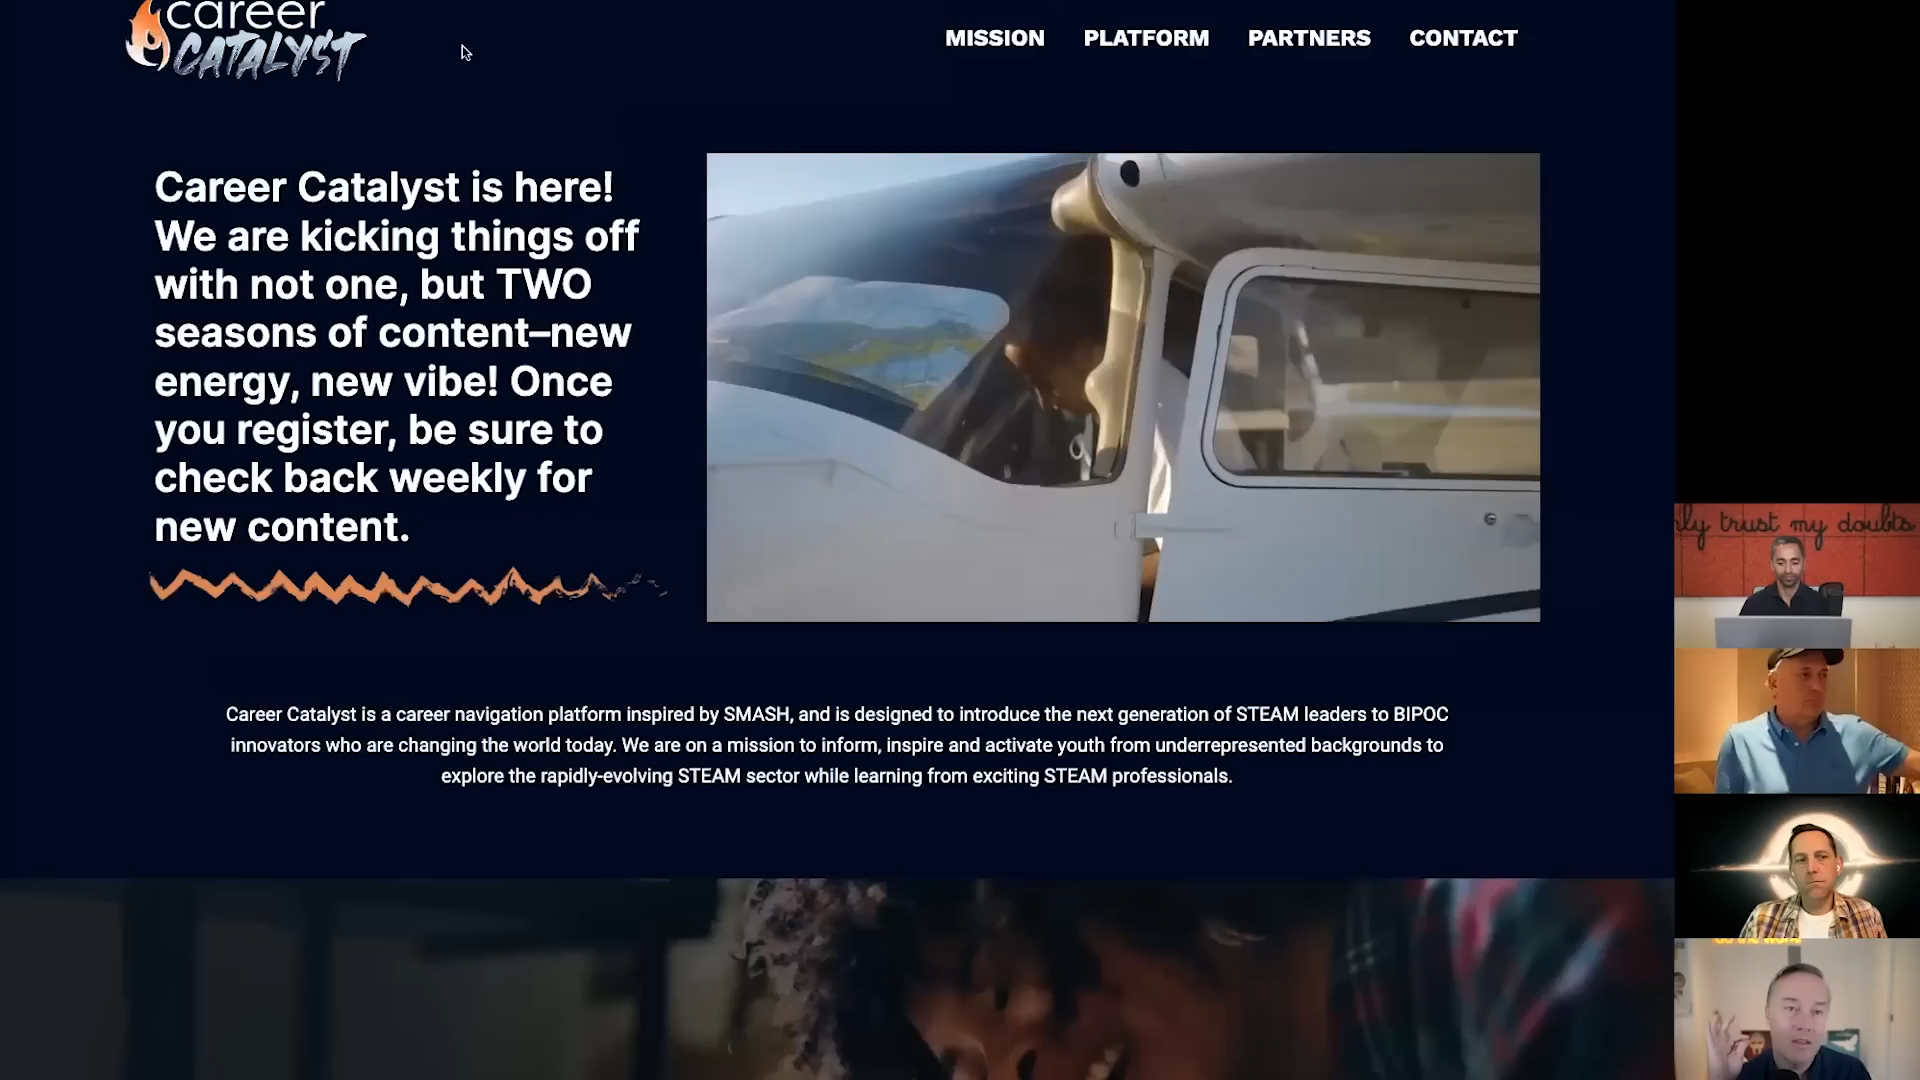 career
CATALYST
MISSION PLATFORM PARTNERS CONTACT
Career Catalyst is here!
We are kicking things off
with not one, but TWO
seasons of content–new
energy, new vibe! Once
you register, be sure to
check back weekly for
new content.
Career Catalyst is a career navigation platform inspired by SMASH, and is designed to introduce the next generation of STEAM leaders to BIPOC
innovators who are changing the world today. We are on a mission to inform, inspire and activate youth from underrepresented backgrounds to
explore the rapidly-evolving STEAM sector while learning from exciting STEAM professionals.
trust my doubts